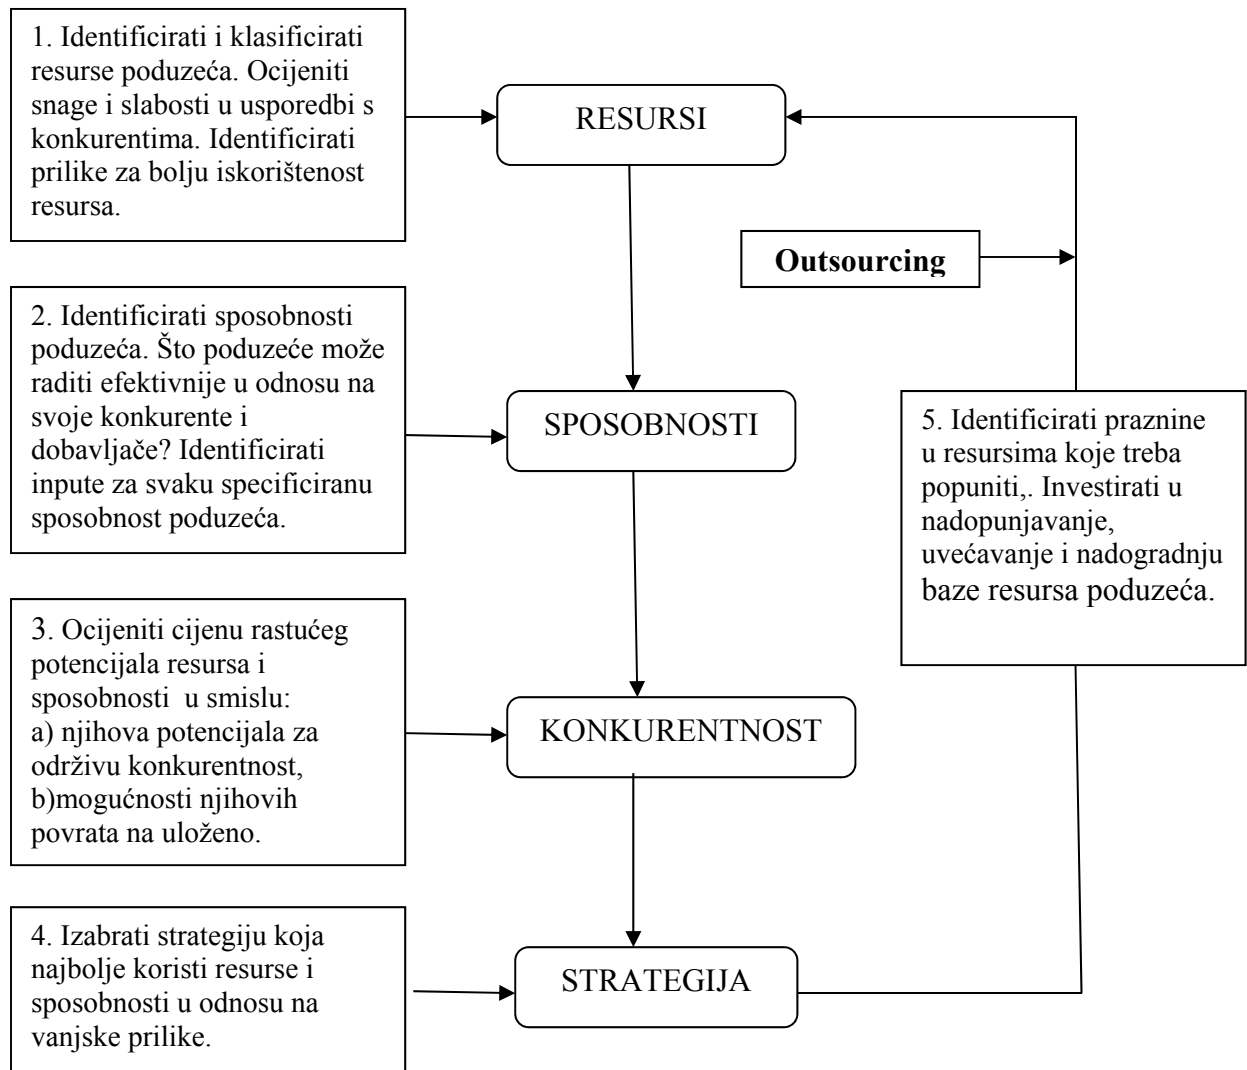 1. Identificirati i klasificirati
resurse poduzeća. Ocijeniti
snage i slabosti u usporedbi s
konkurentima. Identificirati
prilike za bolju iskorištenost
resursa.
RESURSI
Outsourcing
2. Identificirati sposobnosti
poduzeća. Što poduzeće može
raditi efektivnije u odnosu na
svoje konkurente i
dobavljače? Identificirati
inpute za svaku specificiranu
sposobnost poduzeća.
SPOSOBNOSTI
5. Identificirati praznine
u resursima koje treba
popuniti,. Investirati u
nadopunjavanje,
uvećavanje i nadogradnju
baze resursa poduzeća.
3. Ocijeniti cijenu rastućeg
potencijala resursa i
sposobnosti u smislu:
a) njihova potencijala za
održivu konkurentnost,
b)mogućnosti njihovih
povrata na uloženo.
KONKURENTNOST
4. Izabrati strategiju koja
najbolje koristi resurse i
sposobnosti u odnosu na
vanjske prilike.
STRATEGIJA